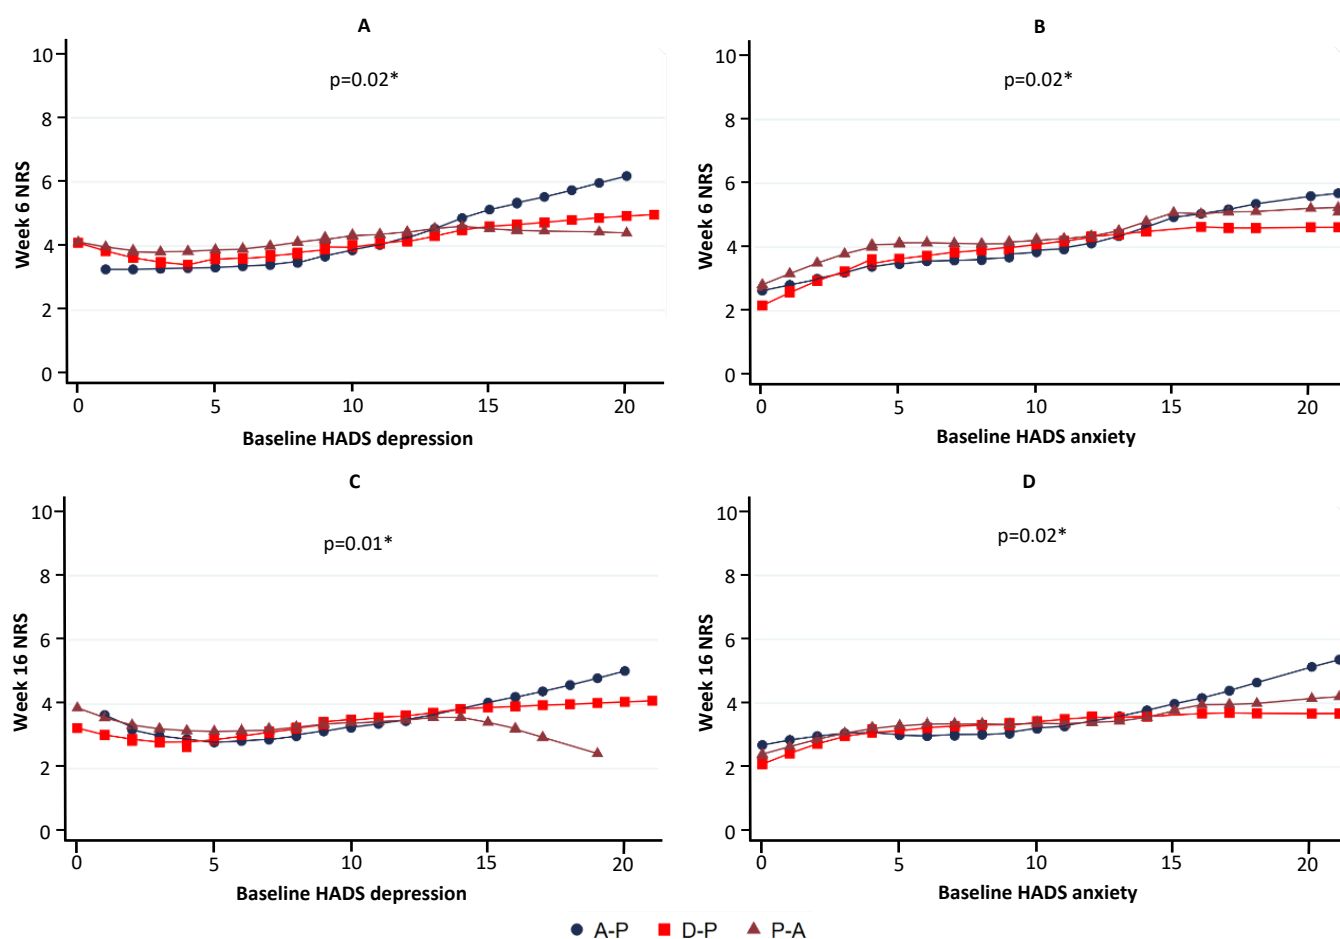 A
B
10
8
6
4
2
0
Week 6 NRS
p=0.02*
0
5
10
15
20
Baseline HADS depression
10
8
6
4
2
0
Week 6 NRS
p=0.02*
0
5
10
15
20
Baseline HADS anxiety
C
D
10
8
6
4
2
0
Week 16 NRS
p=0.01*
0
5
10
15
20
Baseline HADS depression
10
8
6
4
2
0
Week 16 NRS
p=0.02*
0
5
10
15
20
Baseline HADS anxiety
A-P D-P P-A